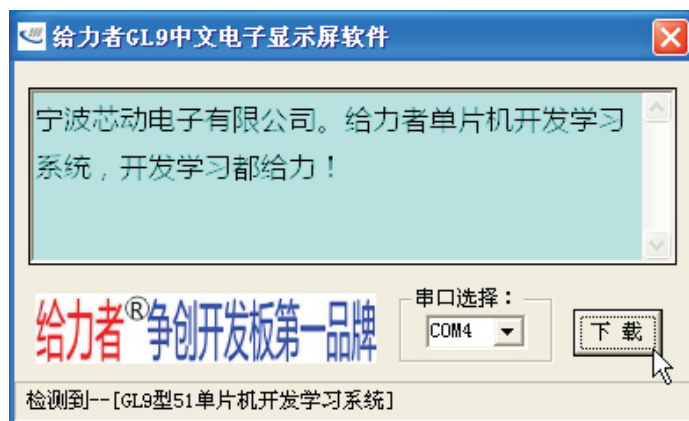 给力者GL9中文电子显示屏软件
宁波芯动电子有限公司。给力者单片机开发学习
系统，开发学习都给力！
给力者®争创开发板第一品牌
串口选择：
COM4
下载
检测到--[GL9型51单片机开发学习系统]